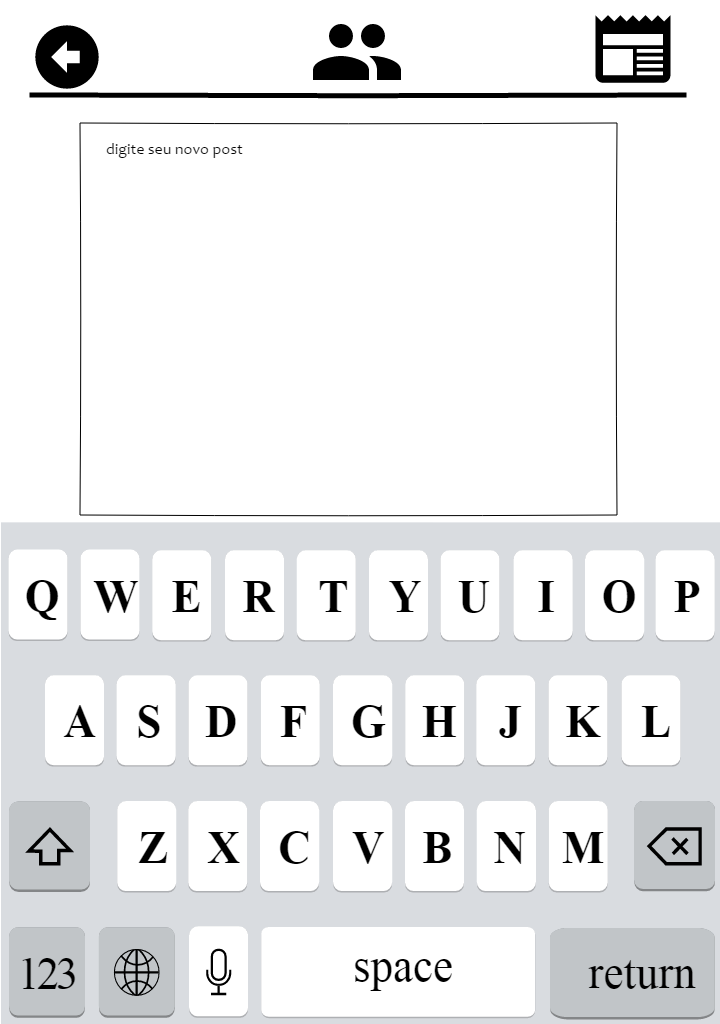 digite seu novo post
Q W E R T Y U I O P
A S D F G H J K L
Z X C V B N M
123 space return